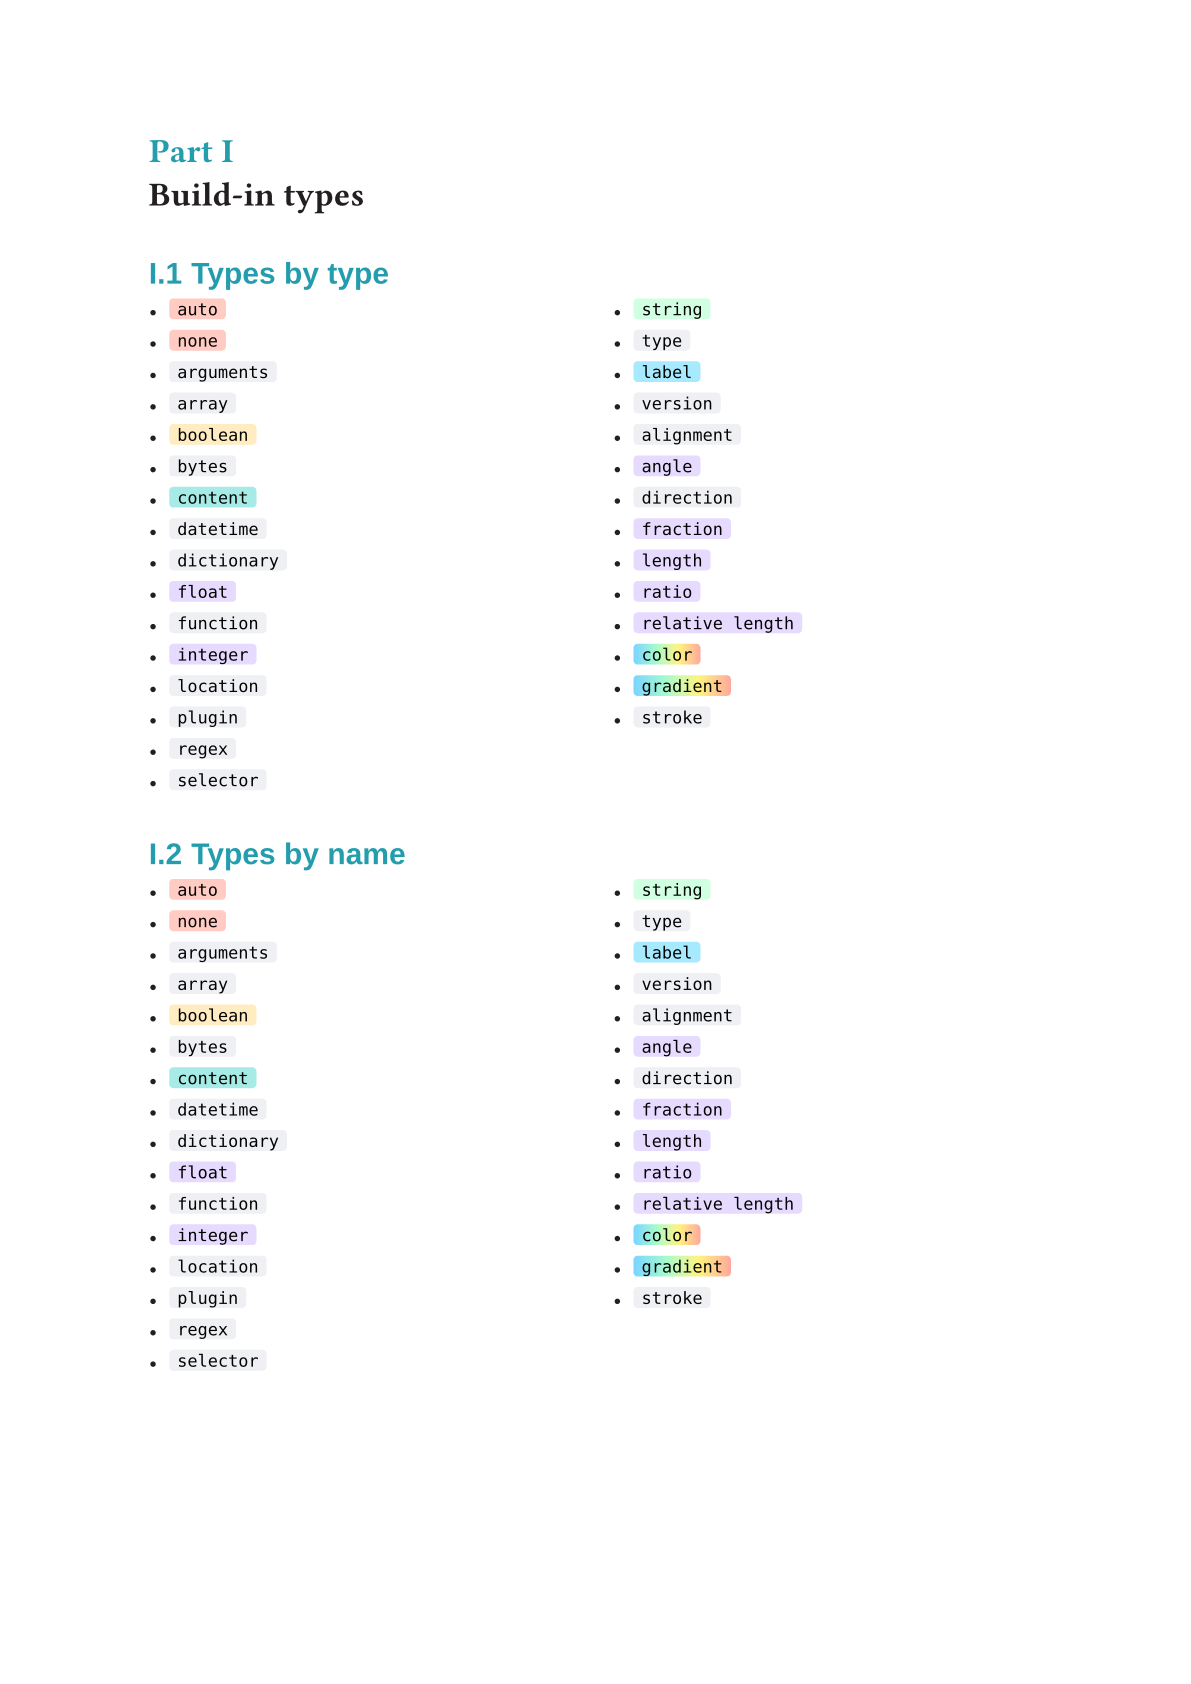 Part I
Build-in types
I.1 Types by type
• auto
• none
• arguments
• array
• boolean
• bytes
• content
• datetime
• dictionary
• float
• function
• integer
• location
• plugin
• regex
• selector
• string
• type
• label
• version
• alignment
• angle
• direction
• fraction
• length
• ratio
• relative length
• color
• gradient
• stroke
I.2 Types by name
• auto
• none
• arguments
• array
• boolean
• bytes
• content
• datetime
• dictionary
• float
• function
• integer
• location
• plugin
• regex
• selector
• string
• type
• label
• version
• alignment
• angle
• direction
• fraction
• length
• ratio
• relative length
• color
• gradient
• stroke